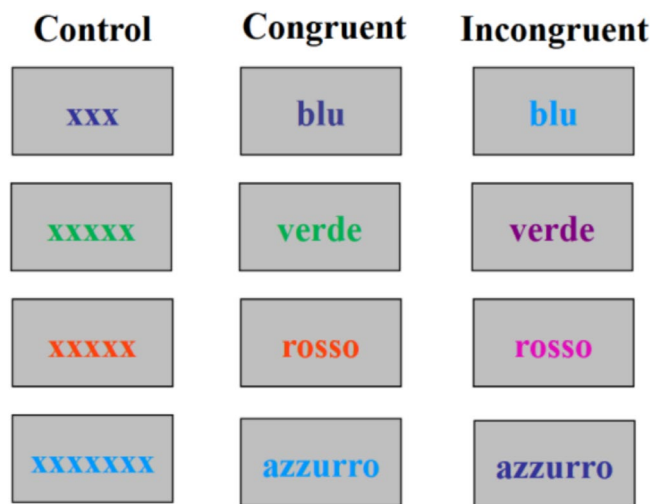 Control Congruent Incongruent
xxx blu blu
xxxxx verde verde
xxxxx rosso rosso
xxxxxxx azzurro azzurro